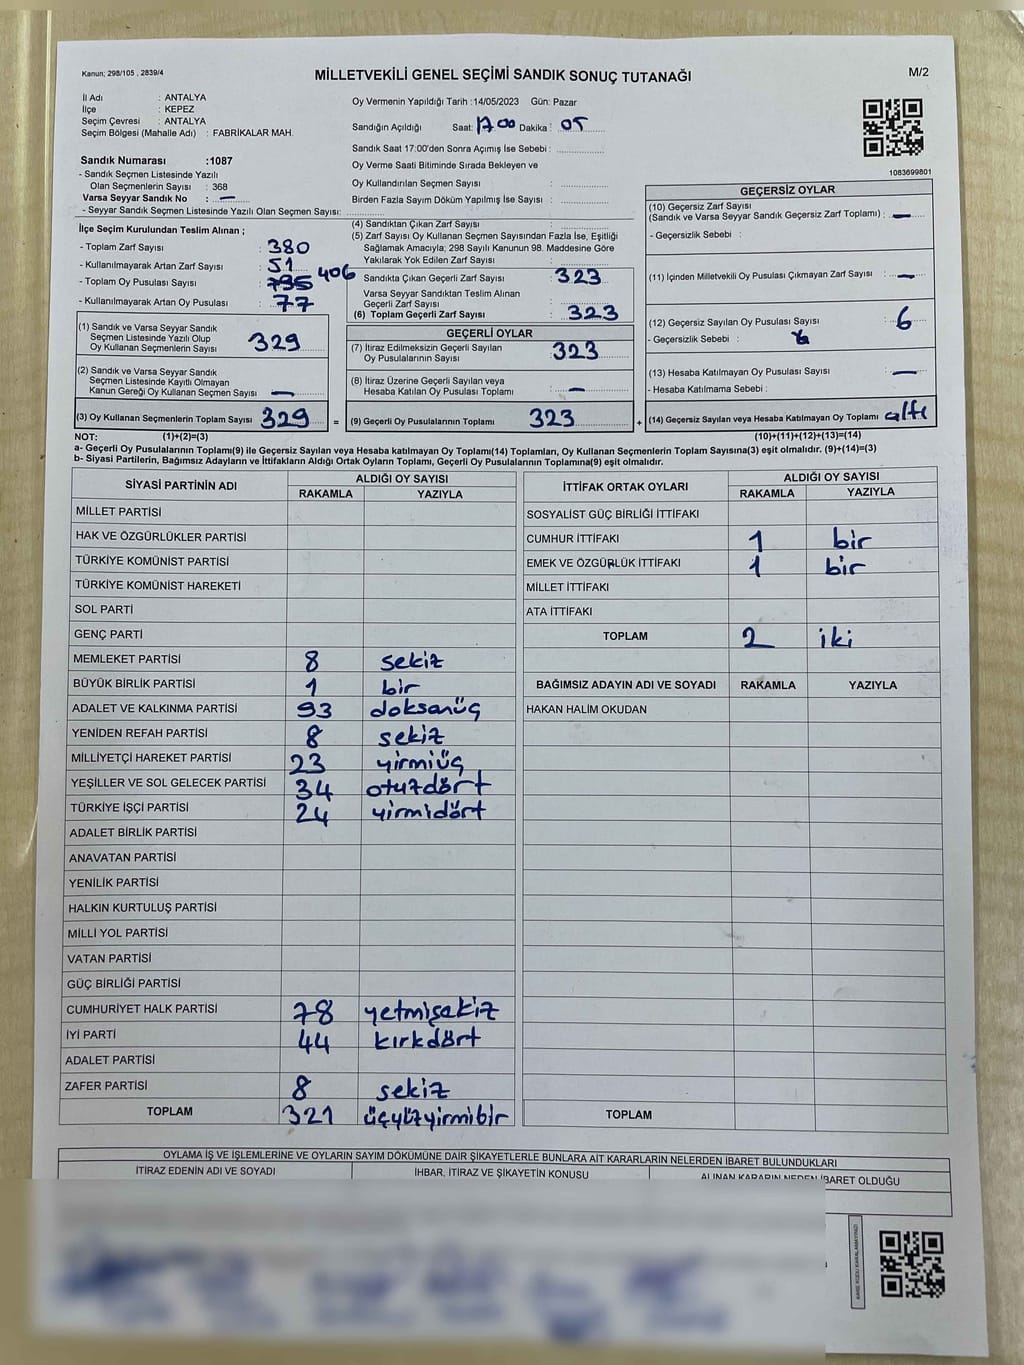 Kanun; 298/105 , 2839/4
MİLLETVEKİLİ GENEL SEÇİMİ SANDIK SONUÇ TUTANAĞI
M/2
İl Adı : ANTALYA
İlçe : KEPEZ
Seçim Çevresi : ANTALYA
Seçim Bölgesi (Mahalle Adı) : FABRİKALAR MAH.
Sandık Numarası :1087
- Sandık Seçmen Listesinde Yazılı
Olan Seçmenlerin Sayısı : 368
Varsa Seyyar Sandık No : —
- Seyyar Sandık Seçmen Listesinde Yazılı Olan Seçmen Sayısı:
İlçe Seçim Kurulundan Teslim Alınan ;
- Toplam Zarf Sayısı : 380
- Kullanılmayarak Artan Zarf Sayısı : 51
- Toplam Oy Pusulası Sayısı : 406
- Kullanılmayarak Artan Oy Pusulası : 77
(1) Sandık ve Varsa Seyyar Sandık
Seçmen Listesinde Yazılı Olup
Oy Kullanan Seçmenlerin Sayısı 329
(2) Sandık ve Varsa Seyyar Sandık
Seçmen Listesinde Kayıtlı Olmayan
Kanun Gereği Oy Kullanan Seçmen Sayısı —
(3) Oy Kullanan Seçmenlerin Toplam Sayısı 329 =
Oy Vermenin Yapıldığı Tarih :14/05/2023 Gün: Pazar
Sandığın Açıldığı Saat: 17.00 Dakika : 05
Sandık Saat 17:00'den Sonra Açımış İse Sebebi :
Oy Verme Saati Bitiminde Sırada Bekleyen ve
Oy Kullandırılan Seçmen Sayısı :
Birden Fazla Sayım Döküm Yapılmış İse Sayısı :
(4) Sandıktan Çıkan Zarf Sayısı :
(5) Zarf Sayısı Oy Kullanan Seçmen Sayısından Fazla İse, Eşitliği
Sağlamak Amacıyla; 298 Sayılı Kanunun 98. Maddesine Göre
Yakılarak Yok Edilen Zarf Sayısı :
Sandıkta Çıkan Geçerli Zarf Sayısı : 323
Varsa Seyyar Sandıktan Teslim Alınan
Geçerli Zarf Sayısı :
(6) Toplam Geçerli Zarf Sayısı : 323
GEÇERLİ OYLAR
(7) İtiraz Edilmeksizin Geçerli Sayılan
Oy Pusulalarının Sayısı : 323
(8) İtiraz Üzerine Geçerli Sayılan veya
Hesaba Katılan Oy Pusulası Toplamı : —
(9) Geçerli Oy Pusulalarının Toplamı 323 +
1083699801
GEÇERSİZ OYLAR
(10) Geçersiz Zarf Sayısı
(Sandık ve Varsa Seyyar Sandık Geçersiz Zarf Toplamı) : —
- Geçersizlik Sebebi :
(11) İçinden Milletvekili Oy Pusulası Çıkmayan Zarf Sayısı : —
(12) Geçersiz Sayılan Oy Pusulası Sayısı : 6
- Geçersizlik Sebebi :
(13) Hesaba Katılmayan Oy Pusulası Sayısı : —
- Hesaba Katılmama Sebebi :
(14) Geçersiz Sayılan veya Hesaba Katılmayan Oy Toplamı altı
NOT: (1)+(2)=(3) (10)+(11)+(12)+(13)=(14)
a- Geçerli Oy Pusulalarının Toplamı(9) ile Geçersiz Sayılan veya Hesaba katılmayan Oy Toplamı(14) Toplamları, Oy Kullanan Seçmenlerin Toplam Sayısına(3) eşit olmalıdır. (9)+(14)=(3)
b- Siyasi Partilerin, Bağımsız Adayların ve İttifakların Aldığı Ortak Oyların Toplamı, Geçerli Oy Pusulalarının Toplamına(9) eşit olmalıdır.
SİYASİ PARTİNİN ADI ALDIĞI OY SAYISI
RAKAMLA YAZIYLA
MİLLET PARTİSİ
HAK VE ÖZGÜRLÜKLER PARTİSİ
TÜRKİYE KOMÜNİST PARTİSİ
TÜRKİYE KOMÜNİST HAREKETİ
SOL PARTİ
GENÇ PARTİ
MEMLEKET PARTİSİ 8 sekiz
BÜYÜK BİRLİK PARTİSİ 1 bir
ADALET VE KALKINMA PARTİSİ 93 doksanüç
YENİDEN REFAH PARTİSİ 8 sekiz
MİLLİYETÇİ HAREKET PARTİSİ 23 yirmiüç
YEŞİLLER VE SOL GELECEK PARTİSİ 34 otuzdört
TÜRKİYE İŞÇİ PARTİSİ 24 yirmidört
ADALET BİRLİK PARTİSİ
ANAVATAN PARTİSİ
YENİLİK PARTİSİ
HALKIN KURTULUŞ PARTİSİ
MİLLİ YOL PARTİSİ
VATAN PARTİSİ
GÜÇ BİRLİĞİ PARTİSİ
CUMHURİYET HALK PARTİSİ 78 yetmişekiz
İYİ PARTİ 44 kırkdört
ADALET PARTİSİ
ZAFER PARTİSİ 8 sekiz
TOPLAM 321 üçyüzyirmibir
İTTİFAK ORTAK OYLARI ALDIĞI OY SAYISI
RAKAMLA YAZIYLA
SOSYALİST GÜÇ BİRLİĞİ İTTİFAKI
CUMHUR İTTİFAKI 1 bir
EMEK VE ÖZGÜRLÜK İTTİFAKI 1 bir
MİLLET İTTİFAKI
ATA İTTİFAKI
TOPLAM 2 iki
BAĞIMSIZ ADAYIN ADI VE SOYADI RAKAMLA YAZIYLA
HAKAN HALİM OKUDAN
TOPLAM
OYLAMA İŞ VE İŞLEMLERİNE VE OYLARIN SAYIM DÖKÜMÜNE DAİR ŞİKAYETLERLE BUNLARA AİT KARARLARIN NELERDEN İBARET BULUNDUKLARI
İTİRAZ EDENİN ADI VE SOYADI İHBAR, İTİRAZ VE ŞİKAYETİN KONUSU ALINAN KARARIN NEDEN İBARET OLDUĞU
KARE KODU KARALAMAYINIZ!